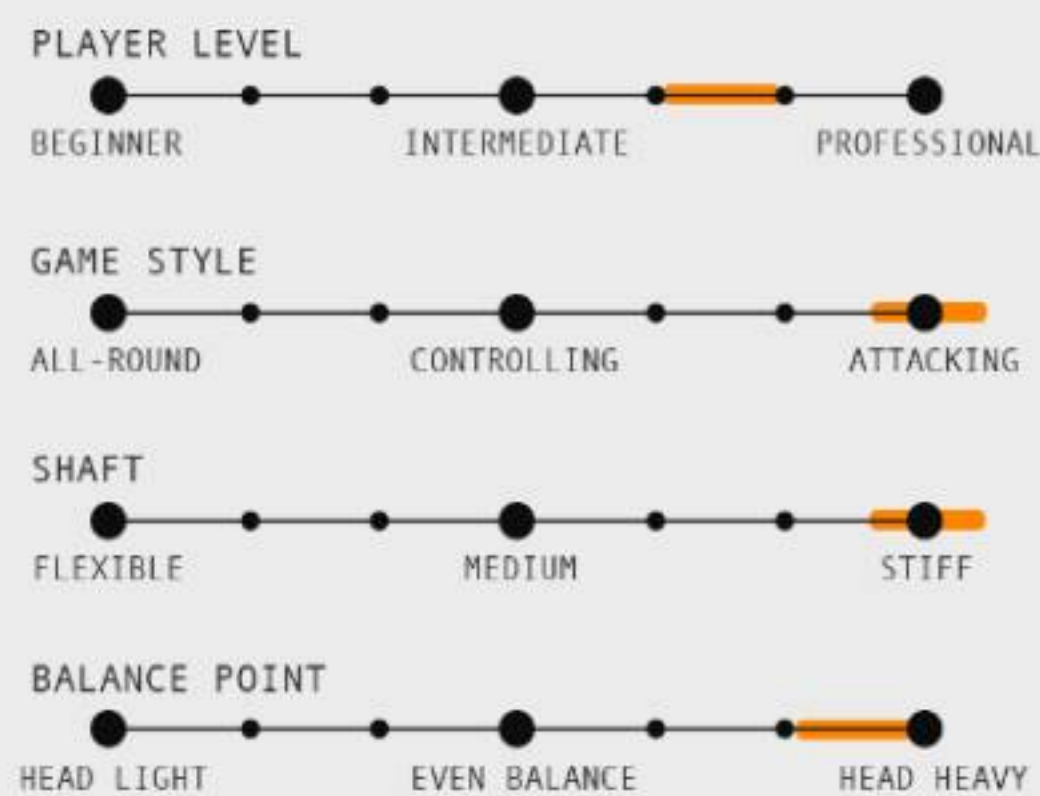 PLAYER LEVEL
BEGINNER INTERMEDIATE PROFESSIONAL
GAME STYLE
ALL-ROUND CONTROLLING ATTACKING
SHAFT
FLEXIBLE MEDIUM STIFF
BALANCE POINT
HEAD LIGHT EVEN BALANCE HEAD HEAVY